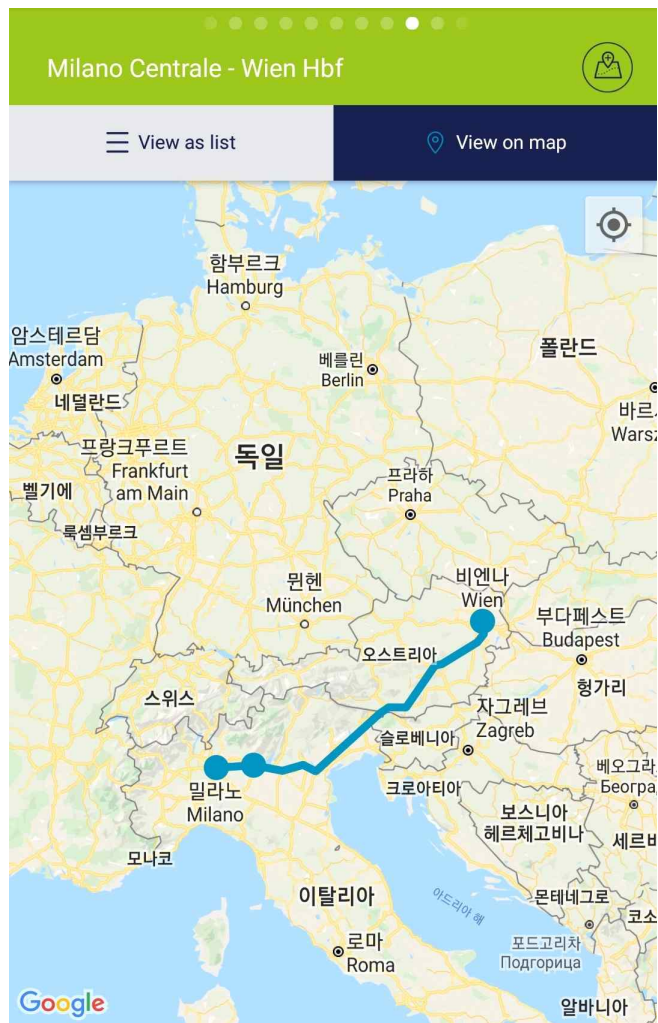 Milano Centrale - Wien Hbf
View as list
View on map
함부르크
Hamburg
암스테르담
Amsterdam
베를린
Berlin
폴란드
네덜란드
바르
Warsz
프랑크푸르트
Frankfurt
am Main
독일
프라하
Praha
벨기에
룩셈부르크
뮌헨
München
비엔나
Wien
부다페스트
Budapest
오스트리아
헝가리
스위스
자그레브
Zagreb
슬로베니아
밀라노
Milano
크로아티아
베오그라
Београ
보스니아
헤르체고비나
세르비
모나코
이탈리아
아드리아 해
몬테네그로
코소
로마
Roma
포드고리차
Подгорица
알바니아
Google